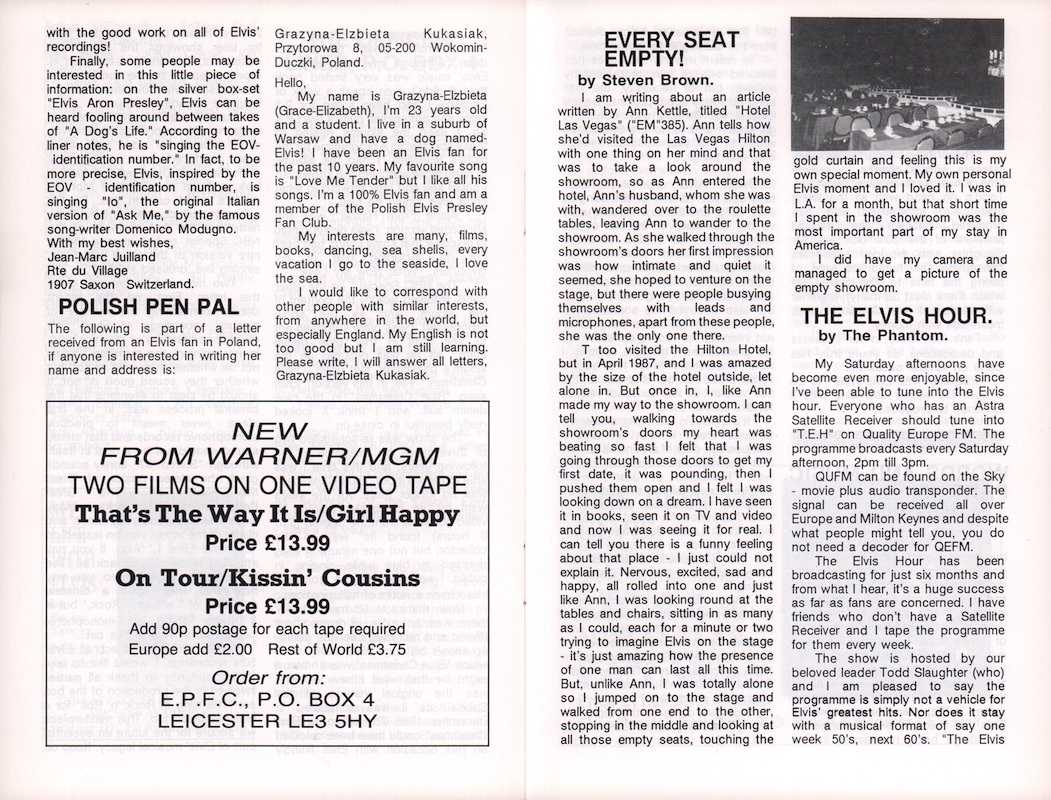 with the good work on all of Elvis'
recordings!
Finally, some people may be
interested in this little piece of
information: on the silver box-set
"Elvis Aron Presley", Elvis can be
heard fooling around between takes
of "A Dog's Life." According to the
liner notes, he is "singing the EOV-
identification number." In fact, to be
more precise, Elvis, inspired by the
EOV - identification number, is
singing "Io", the original Italian
version of "Ask Me," by the famous
song-writer Domenico Modugno.
With my best wishes,
Jean-Marc Juilland
Rte du Village
1907 Saxon Switzerland.
POLISH PEN PAL
The following is part of a letter
received from an Elvis fan in Poland,
if anyone is interested in writing her
name and address is:
Grazyna-Elzbieta Kukasiak,
Przytorowa 8, 05-200 Wokomin-
Duczki, Poland.
Hello,
My name is Grazyna-Elzbieta
(Grace-Elizabeth), I'm 23 years old
and a student. I live in a suburb of
Warsaw and have a dog named-
Elvis! I have been an Elvis fan for
the past 10 years. My favourite song
is "Love Me Tender" but I like all his
songs. I'm a 100% Elvis fan and am a
member of the Polish Elvis Presley
Fan Club.
My interests are many, films,
books, dancing, sea shells, every
vacation I go to the seaside, I love
the sea.
I would like to correspond with
other people with similar interests,
from anywhere in the world, but
especially England. My English is not
too good but I am still learning.
Please write, I will answer all letters,
Grazyna-Elzbieta Kukasiak.
NEW
FROM WARNER/MGM
TWO FILMS ON ONE VIDEO TAPE
That's The Way It Is/Girl Happy
Price £13.99
On Tour/Kissin' Cousins
Price £13.99
Add 90p postage for each tape required
Europe add £2.00 Rest of World £3.75
Order from:
E.P.F.C., P.O. BOX 4
LEICESTER LE3 5HY
EVERY SEAT
EMPTY!
by Steven Brown.
I am writing about an article
written by Ann Kettle, titled "Hotel
Las Vegas" ("EM"385). Ann tells how
she'd visited the Las Vegas Hilton
with one thing on her mind and that
was to take a look around the
showroom, so as Ann entered the
hotel, Ann's husband, whom she was
with, wandered over to the roulette
tables, leaving Ann to wander to the
showroom. As she walked through the
showroom's doors her first impression
was how intimate and quiet it
seemed, she hoped to venture on the
stage, but there were people busying
themselves with leads and
microphones, apart from these people,
she was the only one there.
T too visited the Hilton Hotel,
but in April 1987, and I was amazed
by the size of the hotel outside, let
alone in. But once in, I, like Ann
made my way to the showroom. I can
tell you, walking towards the
showroom's doors my heart was
beating so fast I felt that I was
going through those doors to get my
first date, it was pounding, then I
pushed them open and I felt I was
looking down on a dream. I have seen
it in books, seen it on TV and video
and now I was seeing it for real. I
can tell you there is a funny feeling
about that place - I just could not
explain it. Nervous, excited, sad and
happy, all rolled into one and just
like Ann, I was looking round at the
tables and chairs, sitting in as many
as I could, each for a minute or two
trying to imagine Elvis on the stage
- it's just amazing how the presence
of one man can last all this time.
But, unlike Ann, I was totally alone
so I jumped on to the stage and
walked from one end to the other,
stopping in the middle and looking at
all those empty seats, touching the
gold curtain and feeling this is my
own special moment. My own personal
Elvis moment and I loved it. I was in
L.A. for a month, but that short time
I spent in the showroom was the
most important part of my stay in
America.
I did have my camera and
managed to get a picture of the
empty showroom.
THE ELVIS HOUR.
by The Phantom.
My Saturday afternoons have
become even more enjoyable, since
I've been able to tune into the Elvis
hour. Everyone who has an Astra
Satellite Receiver should tune into
"T.E.H" on Quality Europe FM. The
programme broadcasts every Saturday
afternoon, 2pm till 3pm.
QUFM can be found on the Sky
- movie plus audio transponder. The
signal can be received all over
Europe and Milton Keynes and despite
what people might tell you, you do
not need a decoder for QEFM.
The Elvis Hour has been
broadcasting for just six months and
from what I hear, it's a huge success
as far as fans are concerned. I have
friends who don't have a Satellite
Receiver and I tape the programme
for them every week.
The show is hosted by our
beloved leader Todd Slaughter (who)
and I am pleased to say the
programme is simply not a vehicle for
Elvis' greatest hits. Nor does it stay
with a musical format of say one
week 50's, next 60's. "The Elvis